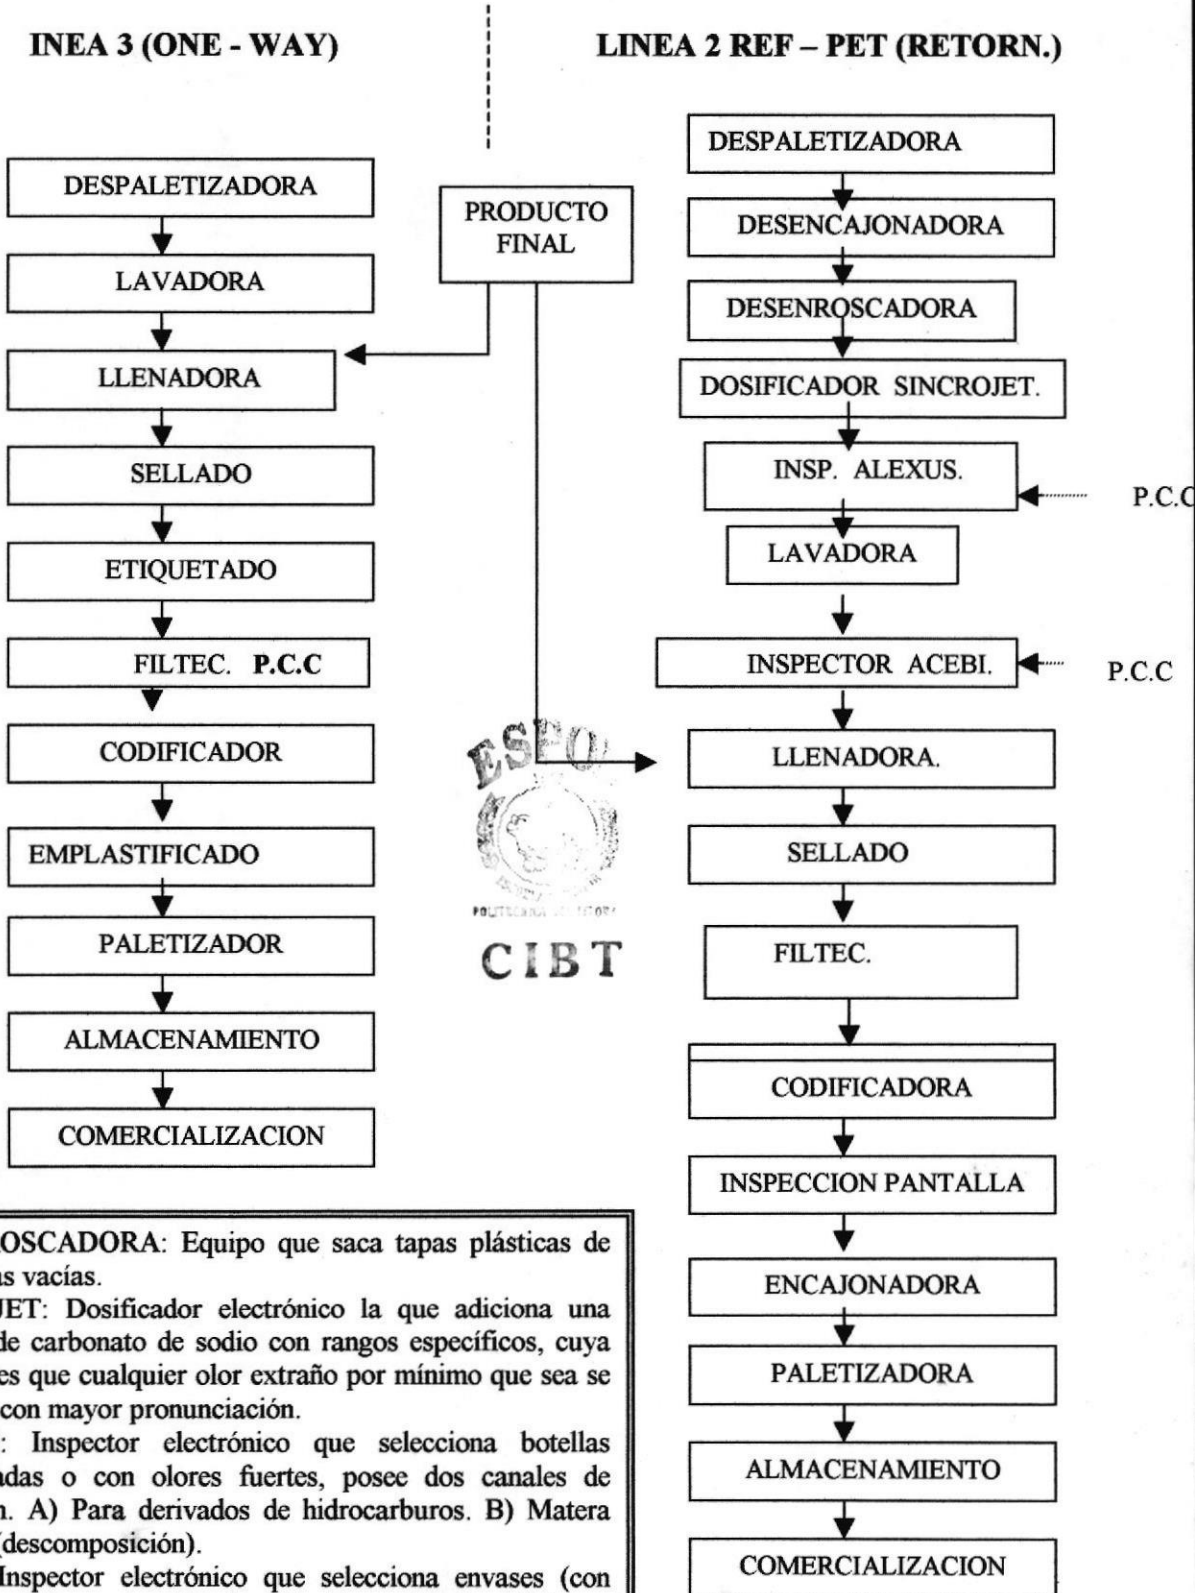 INEA 3 (ONE - WAY)
DESPALETIZADORA
LAVADORA
LLENADORA
SELLADO
ETIQUETADO
FILTEC. P.C.C
CODIFICADOR
EMPLASTIFICADO
PALETIZADOR
ALMACENAMIENTO
COMERCIALIZACION
PRODUCTO
FINAL
LINEA 2 REF – PET (RETORN.)
DESPALETIZADORA
DESENCAJONADORA
DESENROSCADORA
DOSIFICADOR SINCROJET.
INSP. ALEXUS.
P.C.C
LAVADORA
INSPECTOR ACEBI.
P.C.C
LLENADORA.
SELLADO
FILTEC.
CODIFICADORA
INSPECCION PANTALLA
ENCAJONADORA
PALETIZADORA
ALMACENAMIENTO
COMERCIALIZACION
ESPOL
CIBT
OSCADORA: Equipo que saca tapas plásticas de
as vacías.
JET: Dosificador electrónico la que adiciona una
de carbonato de sodio con rangos específicos, cuya
es que cualquier olor extraño por mínimo que sea se
con mayor pronunciación.
: Inspector electrónico que selecciona botellas
adas o con olores fuertes, posee dos canales de
n. A) Para derivados de hidrocarburos. B) Matera
(descomposición).
Inspector electrónico que selecciona envases (con